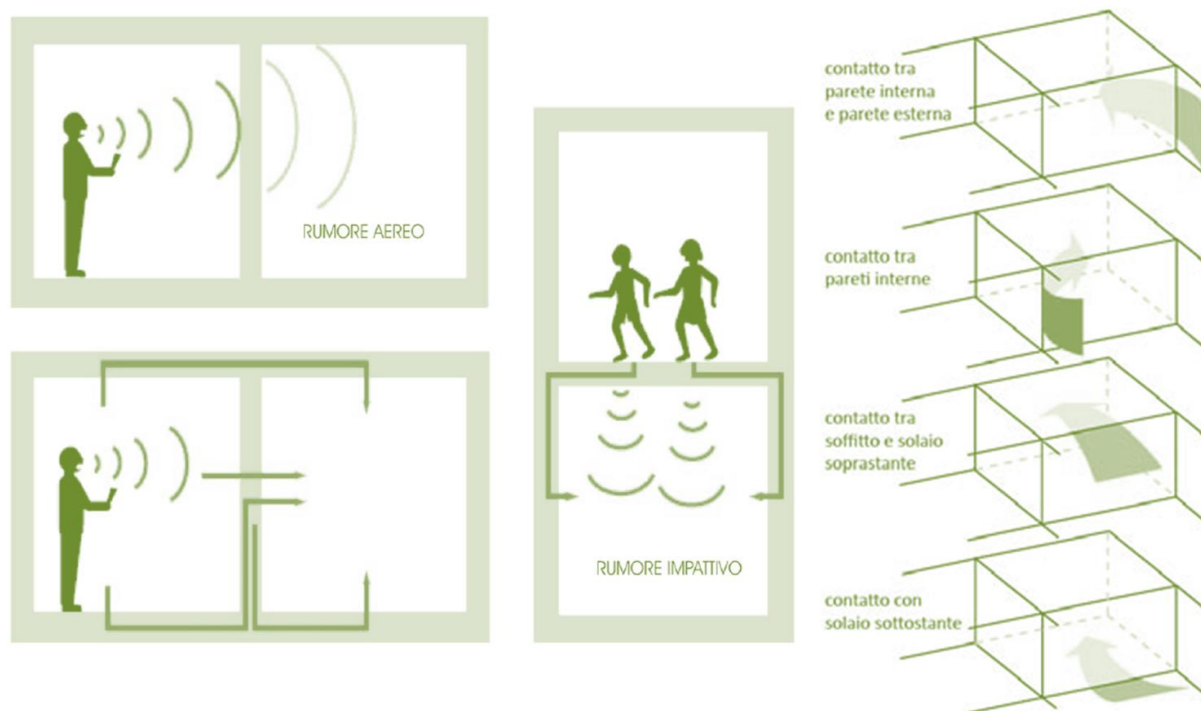 RUMORE AEREO
RUMORE IMPATTIVO
contatto tra
parete interna
e parete esterna
contatto tra
pareti interne
contatto tra
soffitto e solaio
soprastante
contatto con
solaio sottostante